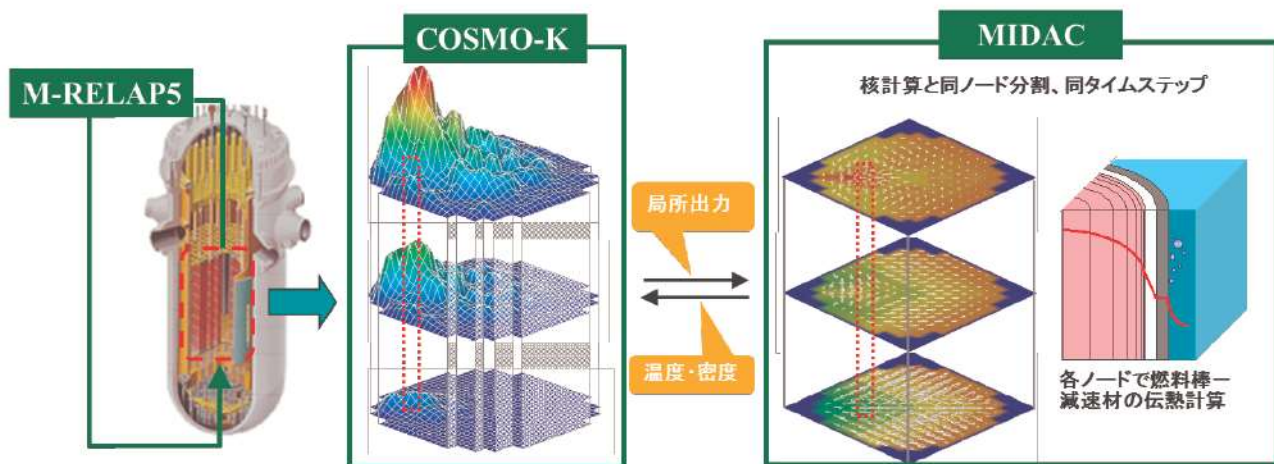 M-RELAP5
COSMO-K
局所出力
温度・密度
MIDAC
核計算と同ノード分割、同タイムステップ
各ノードで燃料棒ー
減速材の伝熱計算